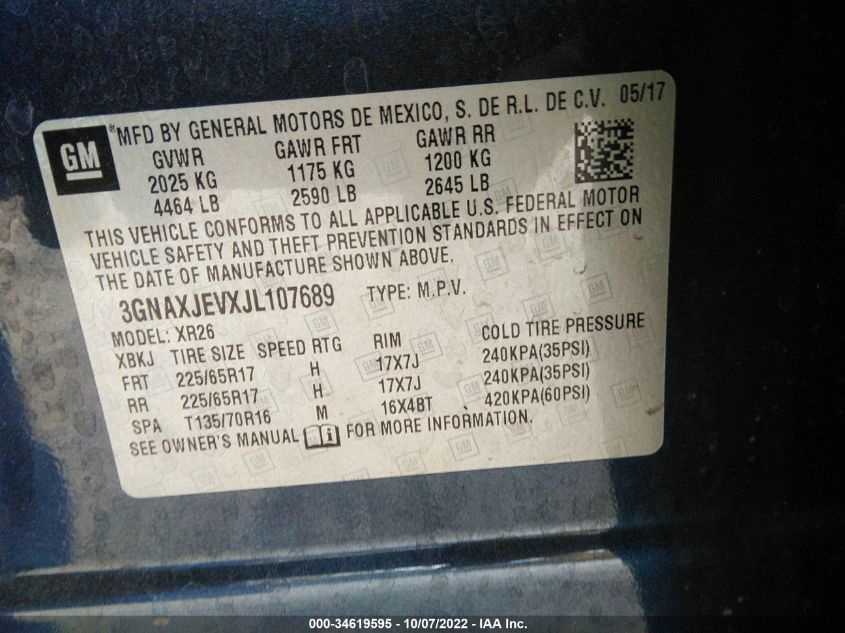 GM
®MFD BY GENERAL MOTORS DE MEXICO, S. DE R.L. DE C.V. 05/17
GVWR GAWR FRT GAWR RR
2025 KG 1175 KG 1200 KG
4464 LB 2590 LB 2645 LB
THIS VEHICLE CONFORMS TO ALL APPLICABLE U.S. FEDERAL MOTOR
VEHICLE SAFETY AND THEFT PREVENTION STANDARDS IN EFFECT ON
THE DATE OF MANUFACTURE SHOWN ABOVE.
3GNAXJEVXJL107689 TYPE: M.P.V.
MODEL: XR26
XBKJ TIRE SIZE SPEED RTG RIM COLD TIRE PRESSURE
FRT 225/65R17 H 17X7J 240KPA(35PSI)
RR 225/65R17 H 17X7J 240KPA(35PSI)
SPA T135/70R16 M 16X4BT 420KPA(60PSI)
SEE OWNER'S MANUAL FOR MORE INFORMATION.
000-34619595 - 10/07/2022 - IAA Inc.